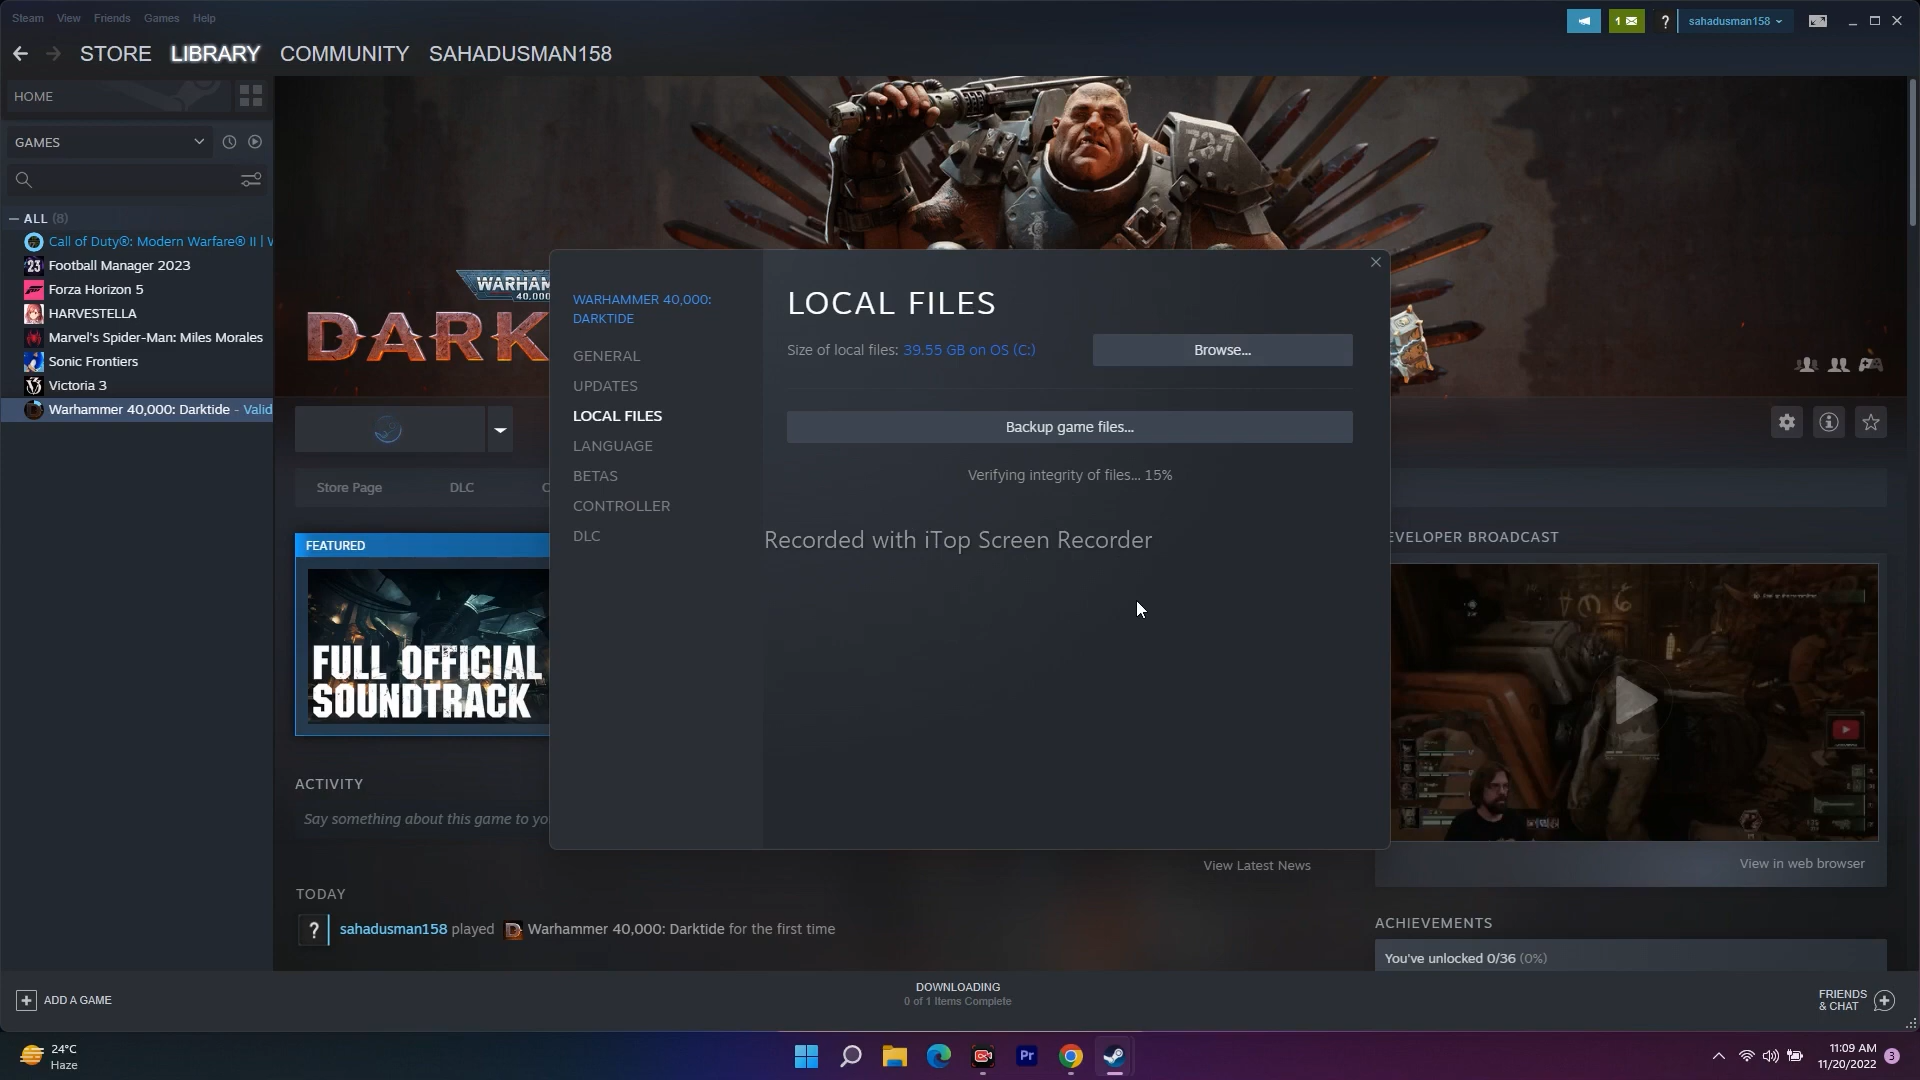 Steam View Friends Games Help
1
?
sahadusman158
STORE LIBRARY COMMUNITY SAHADUSMAN158
HOME
GAMES
ALL (8)
Call of Duty®: Modern Warfare® II | W
23 Football Manager 2023
Forza Horizon 5
HARVESTELLA
Marvel's Spider-Man: Miles Morales
Sonic Frontiers
Victoria 3
Warhammer 40,000: Darktide - Valid
WARHAM
40,000
DARK
WARHAMMER 40,000:
DARKTIDE
GENERAL
UPDATES
LOCAL FILES
LANGUAGE
BETAS
CONTROLLER
DLC
LOCAL FILES
Size of local files: 39.55 GB on OS (C:)
Browse...
Backup game files...
Verifying integrity of files... 15%
Recorded with iTop Screen Recorder
Store Page DLC C
FEATURED
FULL OFFICIAL
SOUNDTRACK
EVELOPER BROADCAST
View in web browser
ACTIVITY
Say something about this game to yo
View Latest News
TODAY
? sahadusman158 played Warhammer 40,000: Darktide for the first time
ACHIEVEMENTS
You've unlocked 0/36 (0%)
ADD A GAME
DOWNLOADING
0 of 1 Items Complete
FRIENDS
& CHAT
24°C
Haze
Pr
11:09 AM
11/20/2022
3